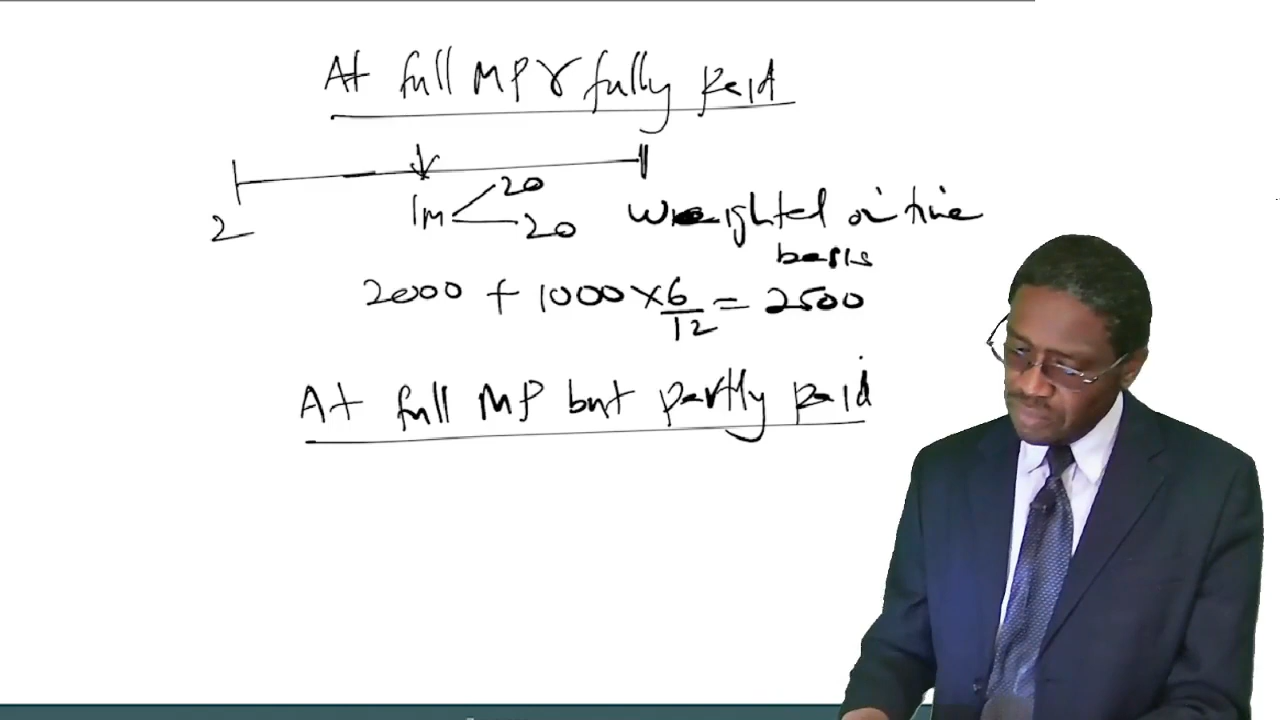 At full MP & fully paid
2
1m
20
20
Weighted on time
basis
2000 + 1000 x 6/12 = 2500
At full MP but partly paid